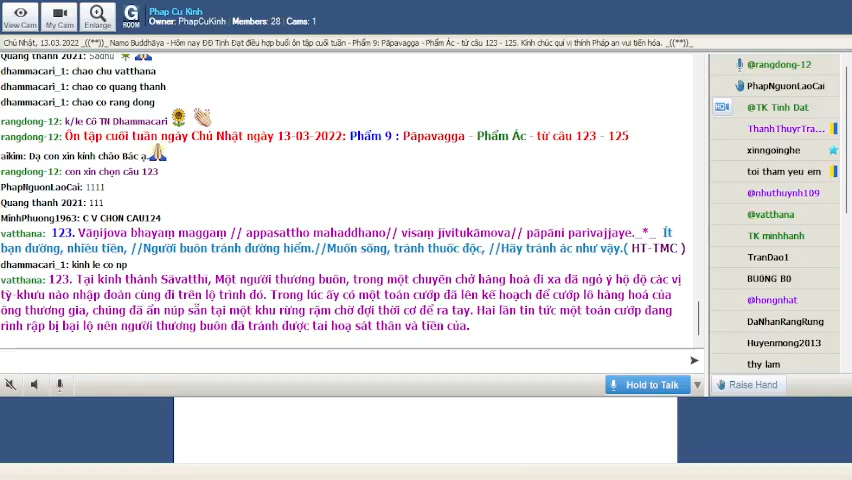 Phap Cu Kinh
Owner: PhapCuKinh | Members: 28 | Cams: 1
View Cam
My Cam
Enlarge
G
ROOM
Chủ Nhật, 13.03.2022 _((**))_ Namo Buddhāya - Hôm nay ĐĐ Tịnh Đạt điều hợp buổi ôn tập cuối tuần - Phẩm 9: Pāpavagga - Phẩm Ác - từ câu 123 - 125. Kính chúc quí vị thính Pháp an vui tiến hóa. _((**))_
Quang thanh 2021: Sadhu
dhammacari_1: chao chu vatthana
dhammacari_1: chao co quang thanh
dhammacari_1: chao co rang dong
rangdong-12: k/le Cô TN Dhammacari
rangdong-12: Ôn tập cuối tuần ngày Chủ Nhật ngày 13-03-2022: Phẩm 9 : Pāpavagga - Phẩm Ác - từ câu 123 - 125
aikim: Dạ con xin kính chào Bác ạ
rangdong-12: con xin chọn câu 123
PhapNguonLaoCai: 1111
Quang thanh 2021: 111
MinhPhuong1963: C V CHON CAU124
vatthana: 123. Vāṇijova bhayaṃ maggaṃ // appasattho mahaddhano// visaṃ jīvitukāmova// pāpāni parivajjaye._*_ Ít
bạn đường, nhiều tiền, //Người buôn tránh đường hiểm.//Muốn sống, tránh thuốc độc, //Hãy tránh ác như vậy.( HT-TMC )
dhammacari_1: kinh le co np
vatthana: 123. Tại kinh thành Sāvatthi, Một người thương buôn, trong một chuyến chở hàng hoá đi xa đã ngỏ ý hộ độ các vị
tỳ-khưu nào nhập đoàn cùng đi trên lộ trình đó. Trong lúc ấy có một toán cướp đã lên kế hoạch để cướp lô hàng hoá của
ông thương gia, chúng đã ẩn núp sẵn tại một khu rừng rậm chờ đợi thời cơ để ra tay. Hai lần tin tức một toán cướp đang
rình rập bị bại lộ nên người thương buôn đã tránh được tai hoạ sát thân và tiền của.
Hold to Talk
@rangdong-12
PhapNguonLaoCai
HD
@TK Tinh Dat
ThanhThuyrTra...
xinngoinghe
toi tham yeu em
@nhuthuynh109
@vatthana
TK minhhanh
TranDao1
BU0NG B0
@hongnhat
DaNhanRangRung
Huyenmong2013
thy lam
Raise Hand